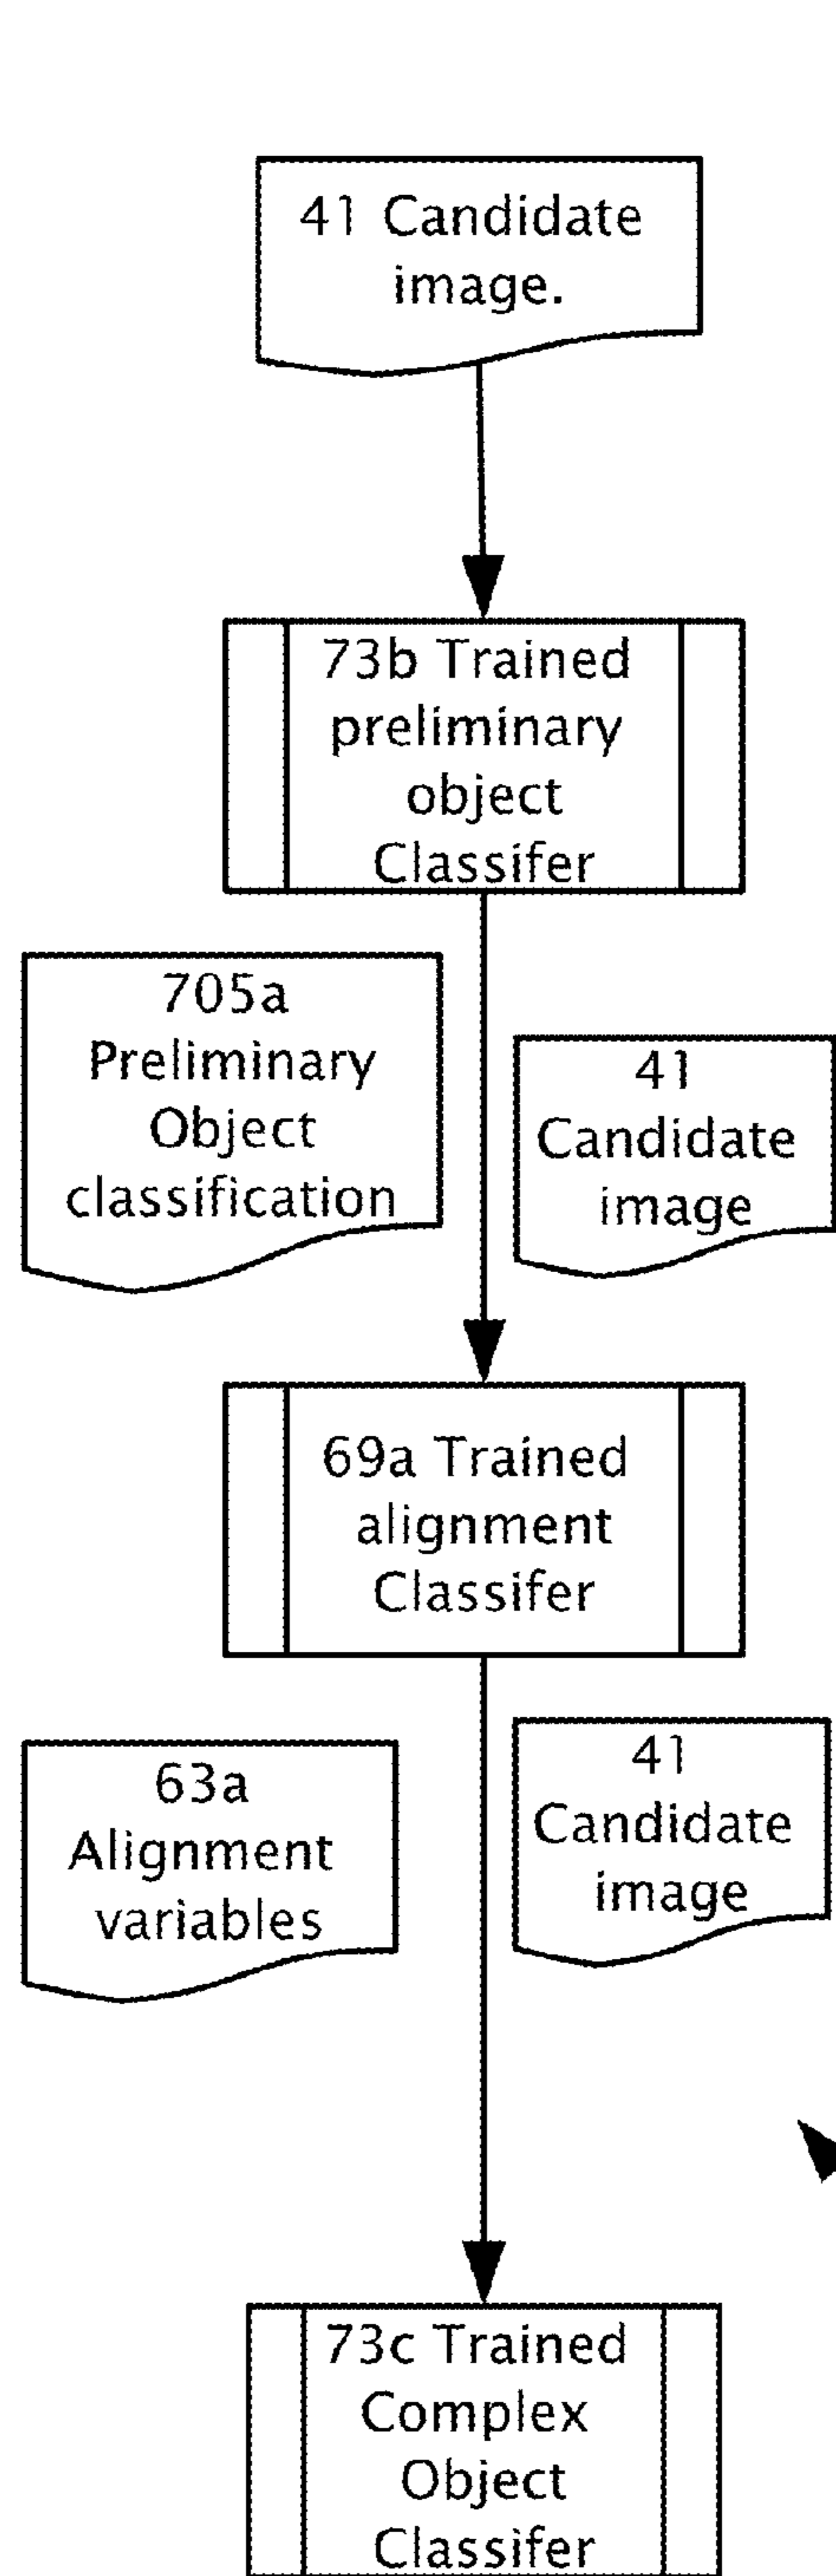 41 Candidate
image.
73b Trained
preliminary
object
Classifer
705a
Preliminary
Object
classification
41
Candidate
image
69a Trained
alignment
Classifer
63a
Alignment
variables
41
Candidate
image
73c Trained
Complex
Object
Classifer